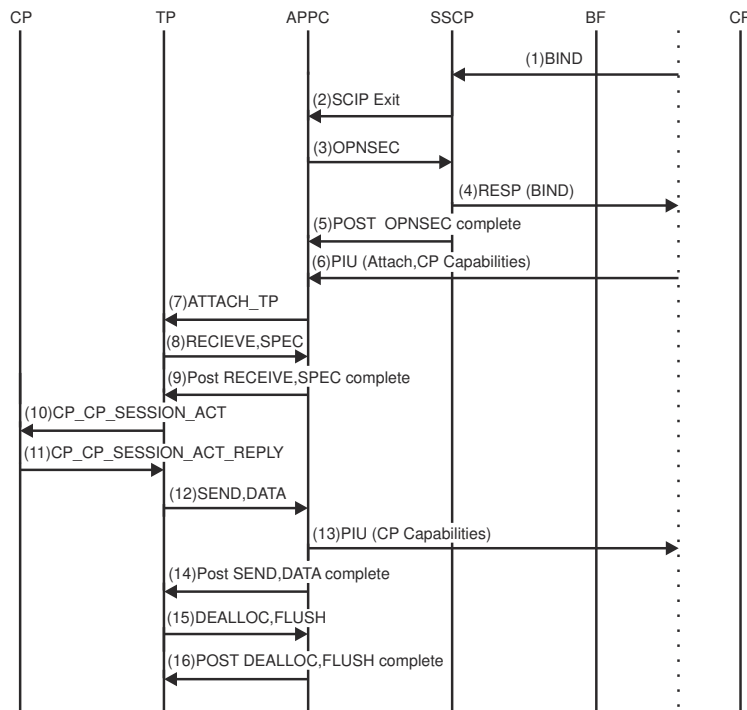 CP TP APPC SSCP BF CP
(1)BIND
(2)SCIP Exit
(3)OPNSEC
(4)RESP (BIND)
(5)POST OPNSEC complete
(6)PIU (Attach,CP Capabilities)
(7)ATTACH_TP
(8)RECIEVE,SPEC
(9)Post RECEIVE,SPEC complete
(10)CP_CP_SESSION_ACT
(11)CP_CP_SESSION_ACT_REPLY
(12)SEND,DATA
(13)PIU (CP Capabilities)
(14)Post SEND,DATA complete
(15)DEALLOC,FLUSH
(16)POST DEALLOC,FLUSH complete